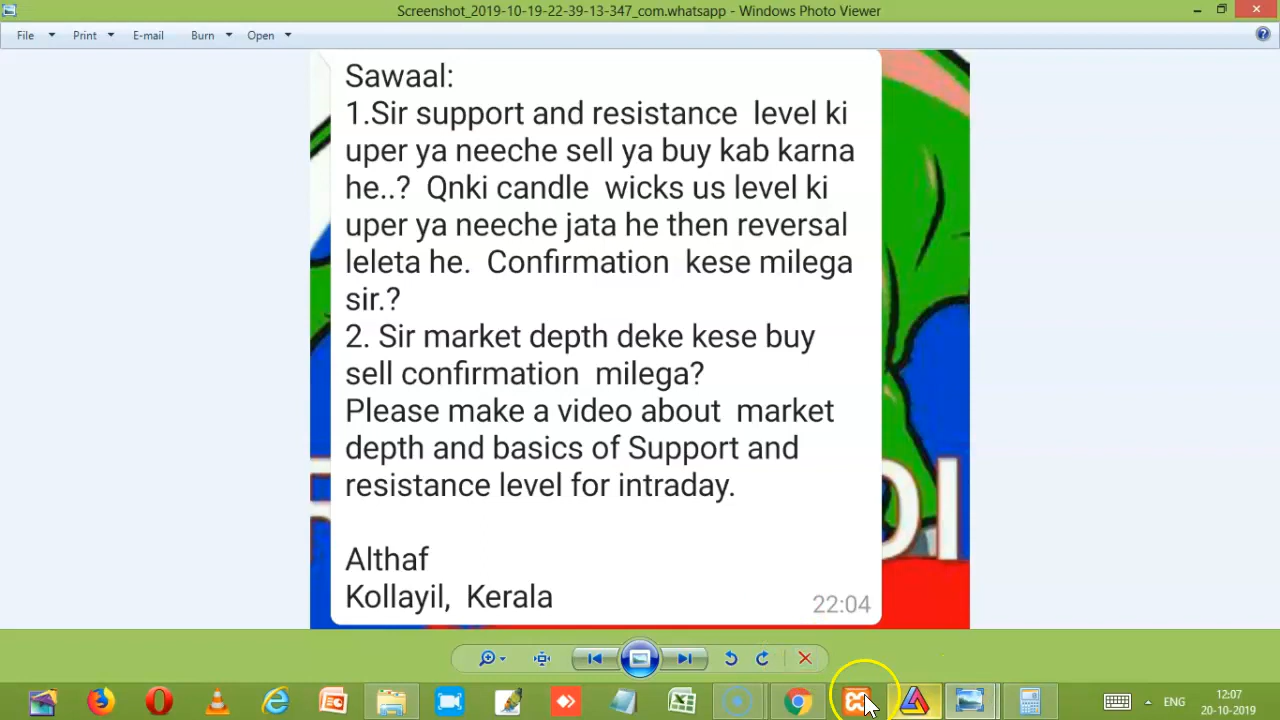 Screenshot_2019-10-19-22-39-13-347_com.whatsapp - Windows Photo Viewer
File Print E-mail Burn Open
Sawaal:
1.Sir support and resistance level ki
uper ya neeche sell ya buy kab karna
he..? Qnki candle wicks us level ki
uper ya neeche jata he then reversal
leleta he. Confirmation kese milega
sir.?
2. Sir market depth deke kese buy
sell confirmation milega?
Please make a video about market
depth and basics of Support and
resistance level for intraday.
Althaf
Kollayil, Kerala
22:04
ENG
12:07
20-10-2019